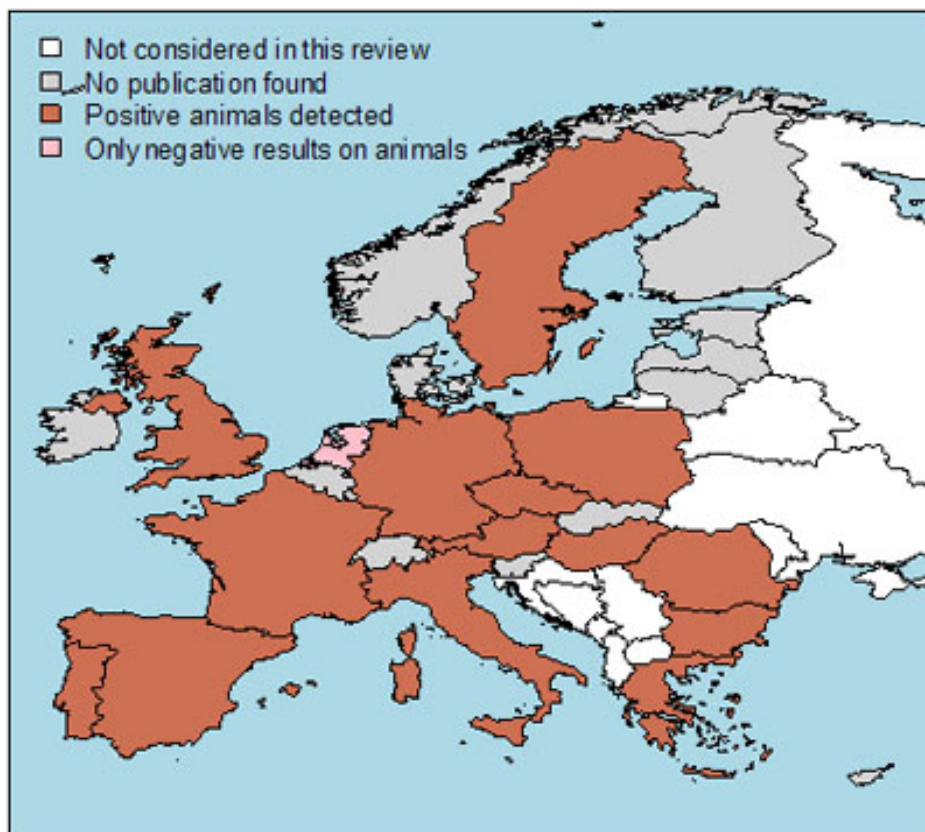 Not considered in this review
No publication found
Positive animals detected
Only negative results on animals